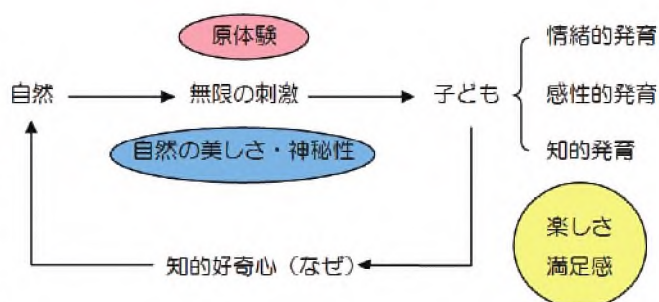 原体験
情緒的発育
自然
無限の刺激
子ども
感性的発育
自然の美しさ・神秘性
知的発育
楽しさ
満足感
知的好奇心（なぜ）